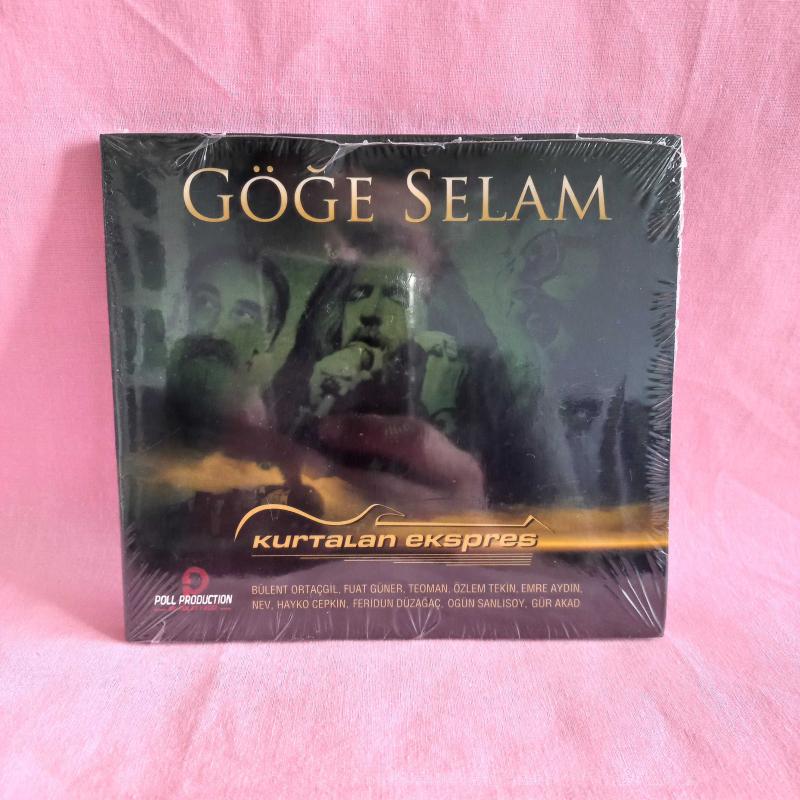 GÖĞE SELAM
KURTALAN EKSPRES
POLL PRODUCTION
BÜLENT ORTAÇGİL, FUAT GÜNER, TEOMAN, ÖZLEM TEKİN, EMRE AYDIN,
NEV, HAYKO CEPKİN, FERİDUN DÜZAĞAÇ, OGÜN SANLISOY, GÜR AKAD